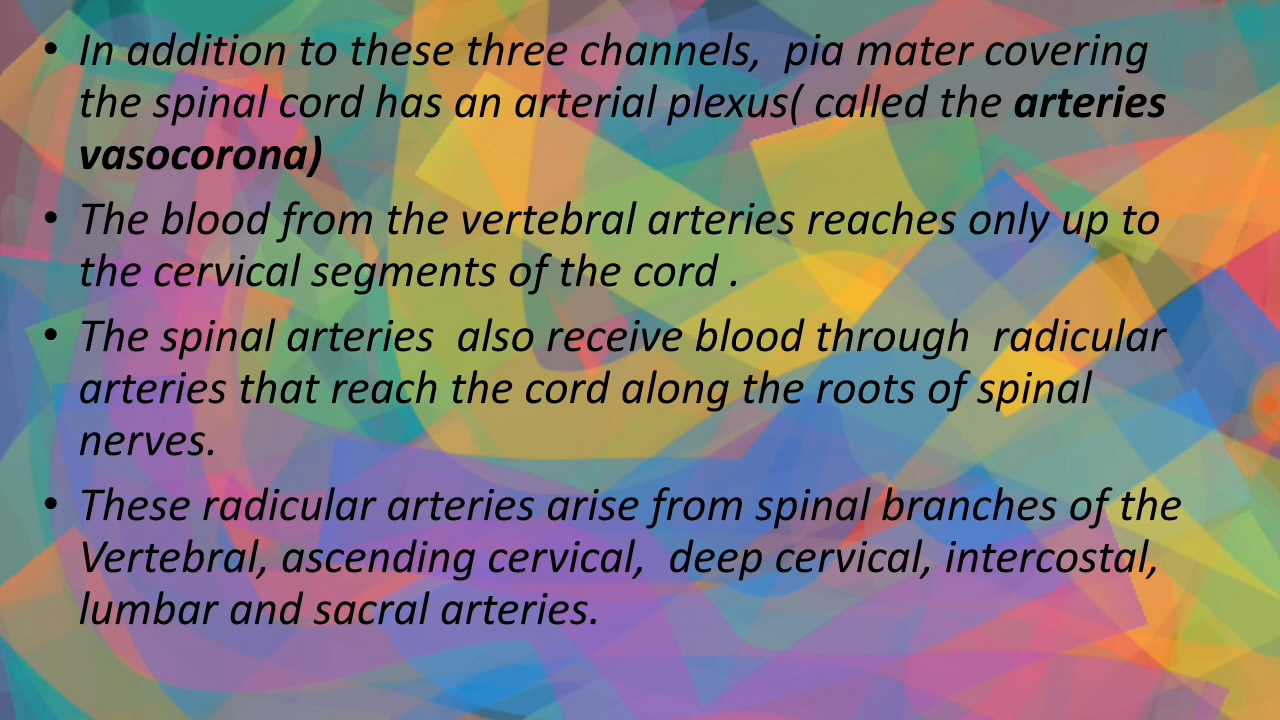 • In addition to these three channels,  pia mater covering
the spinal cord has an arterial plexus( called the arteries
vasocorona)
• The blood from the vertebral arteries reaches only up to
the cervical segments of the cord .
• The spinal arteries  also receive blood through  radicular
arteries that reach the cord along the roots of spinal
nerves.
• These radicular arteries arise from spinal branches of the
Vertebral, ascending cervical,  deep cervical, intercostal,
lumbar and sacral arteries.